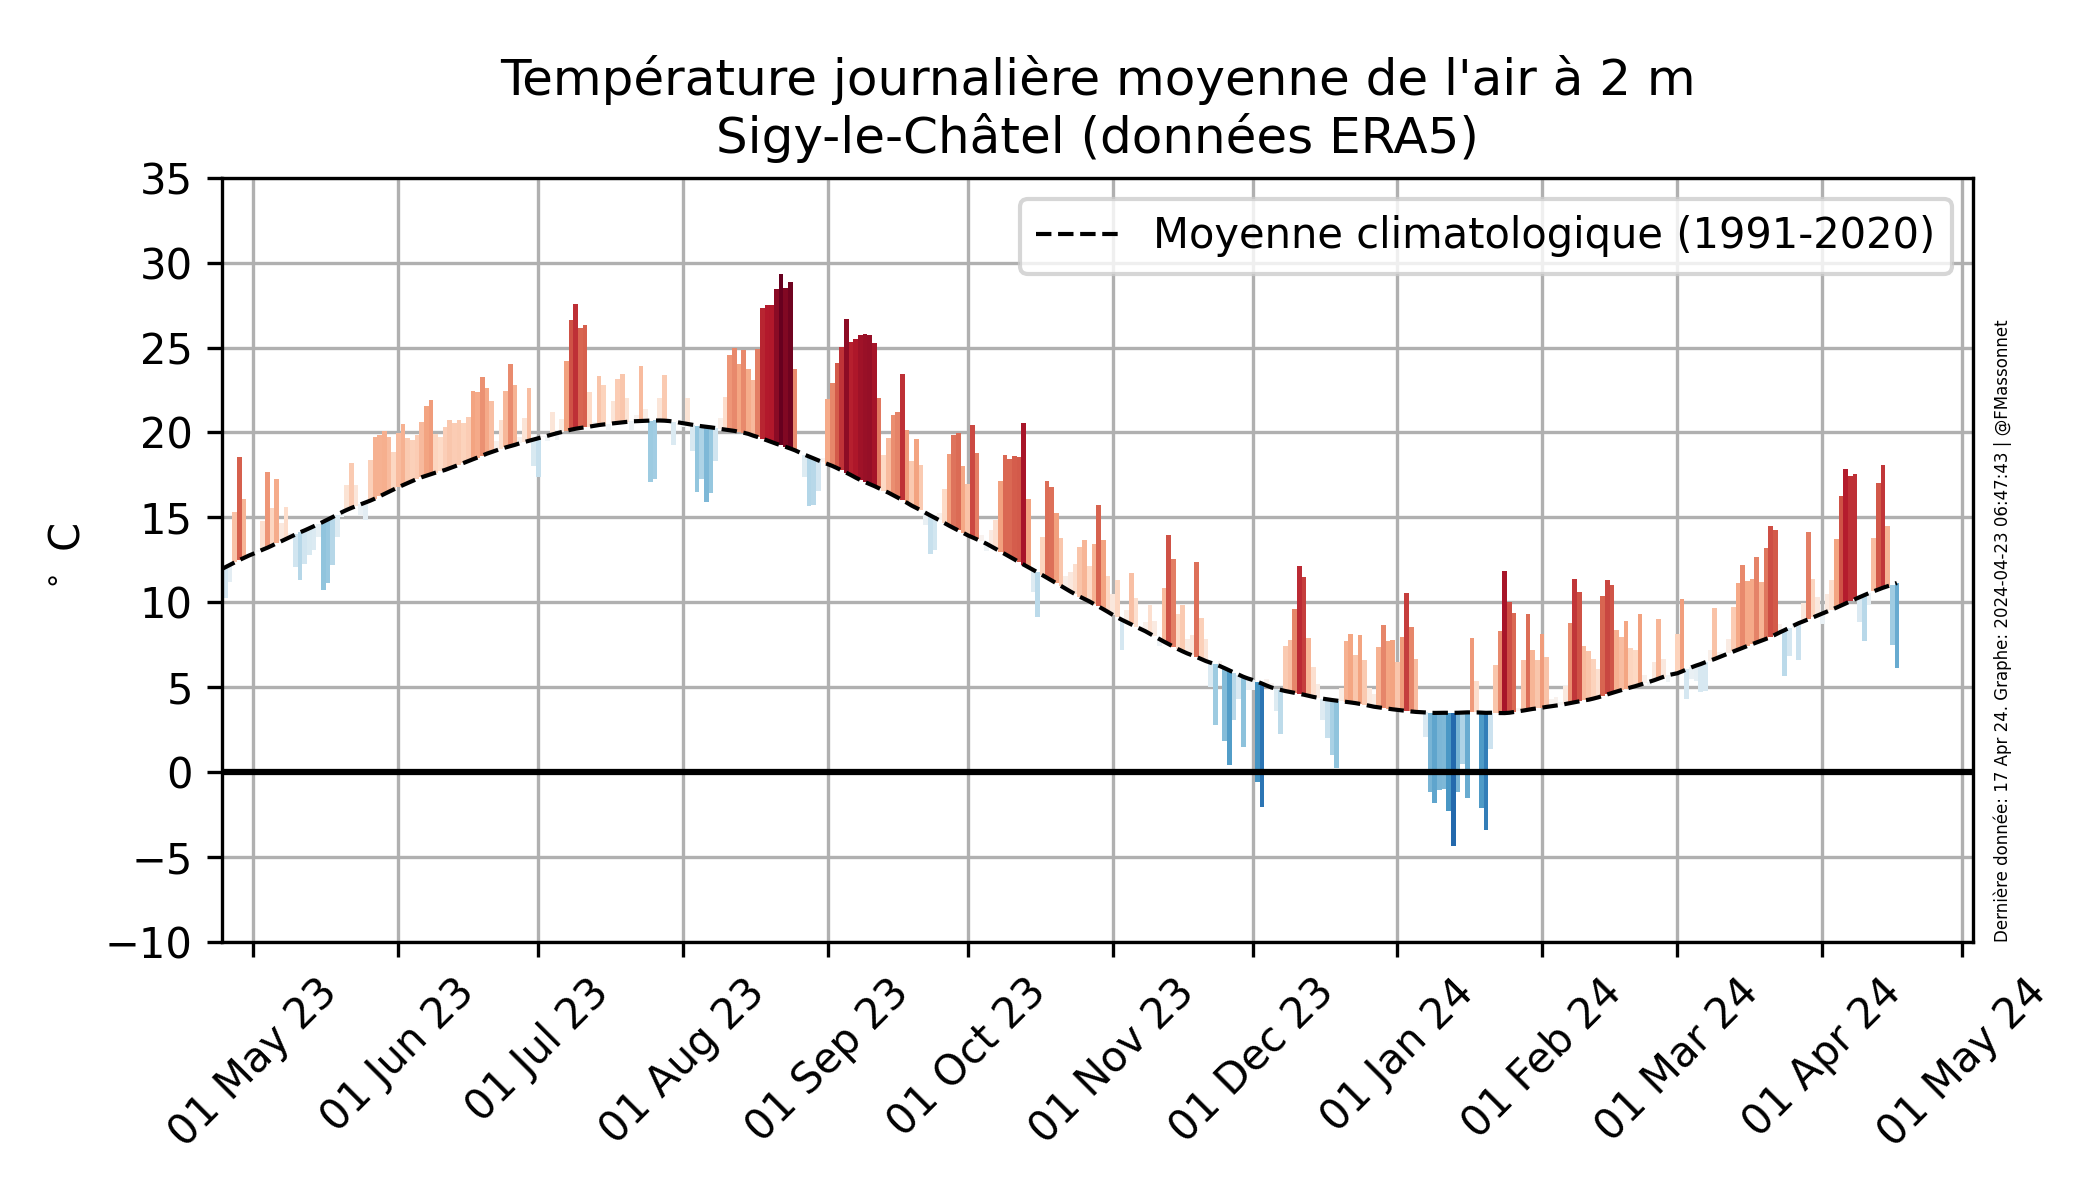 Température journalière moyenne de l'air à 2 m
Sigy-le-Châtel (données ERA5)
Moyenne climatologique (1991-2020)
° C
35
30
25
20
15
10
5
0
−5
−10
01 May 23
01 Jun 23
01 Jul 23
01 Aug 23
01 Sep 23
01 Oct 23
01 Nov 23
01 Dec 23
01 Jan 24
01 Feb 24
01 Mar 24
01 Apr 24
01 May 24
Dernière donnée: 17 Apr 24. Graphe: 2024-04-23 06:47:43 | @FMassonnet